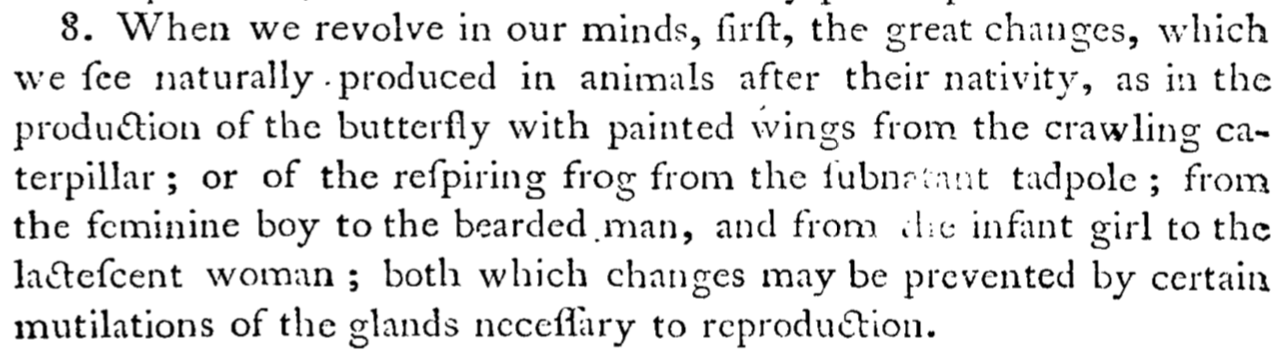 8. When we revolve in our minds, firſt, the great changes, which
we ſee naturally produced in animals after their nativity, as in the
production of the butterfly with painted wings from the crawling ca-
terpillar; or of the reſpiring frog from the ſubnatant tadpole; from
the feminine boy to the bearded man, and from the infant girl to the
lacteſcent woman; both which changes may be prevented by certain
mutilations of the glands neceſſary to reproduction.